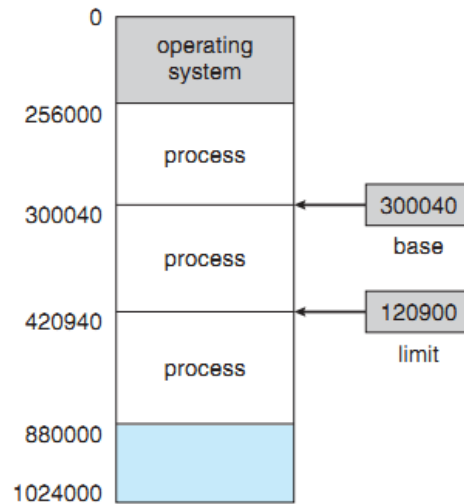 0
operating
system
256000
process
300040
300040
base
process
420940
120900
limit
process
880000
1024000